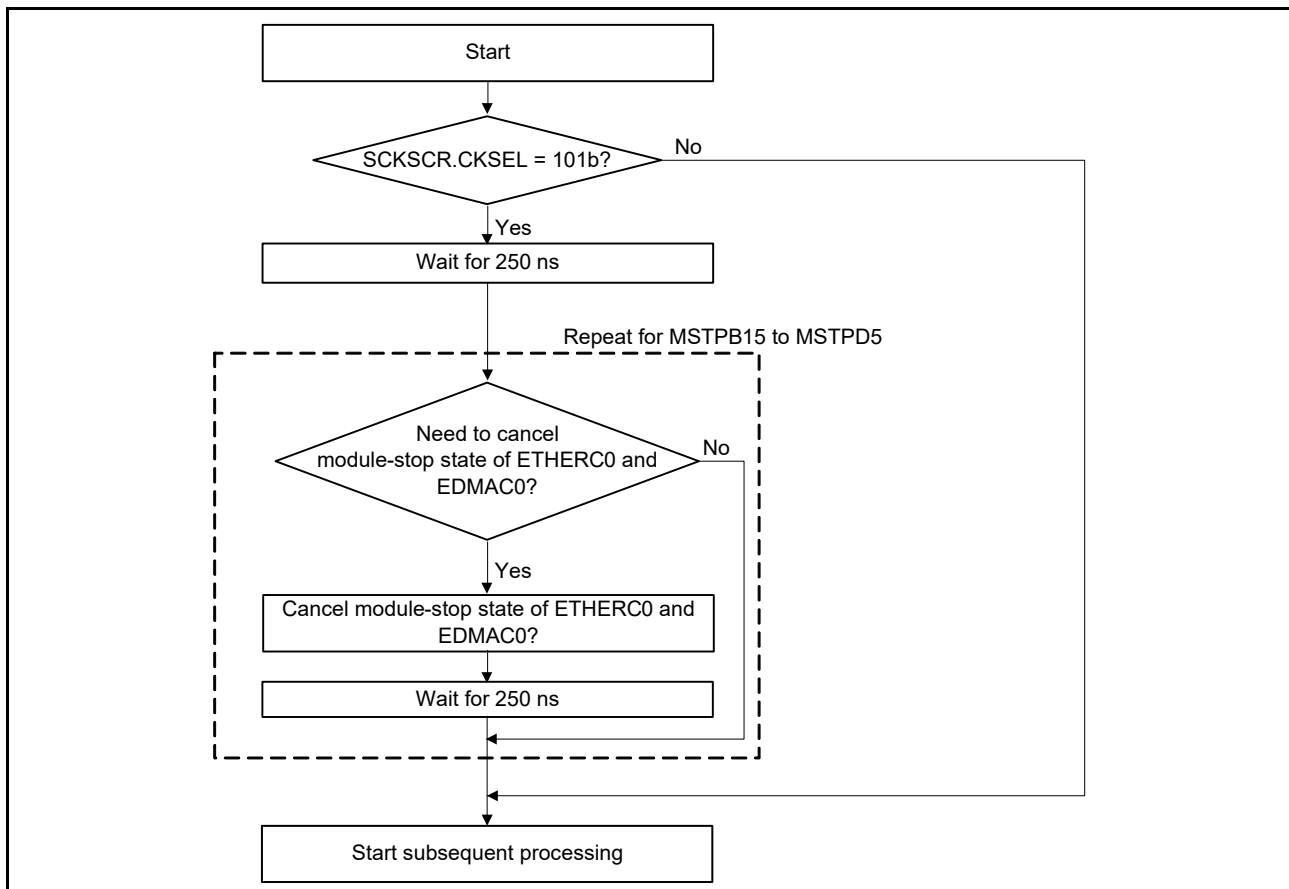 Start
SCKSCR.CKSEL = 101b?
No
Yes
Wait for 250 ns
Repeat for MSTPB15 to MSTPD5
Need to cancel
module-stop state of ETHERC0 and
EDMAC0?
No
Yes
Cancel module-stop state of ETHERC0 and
EDMAC0?
Wait for 250 ns
Start subsequent processing